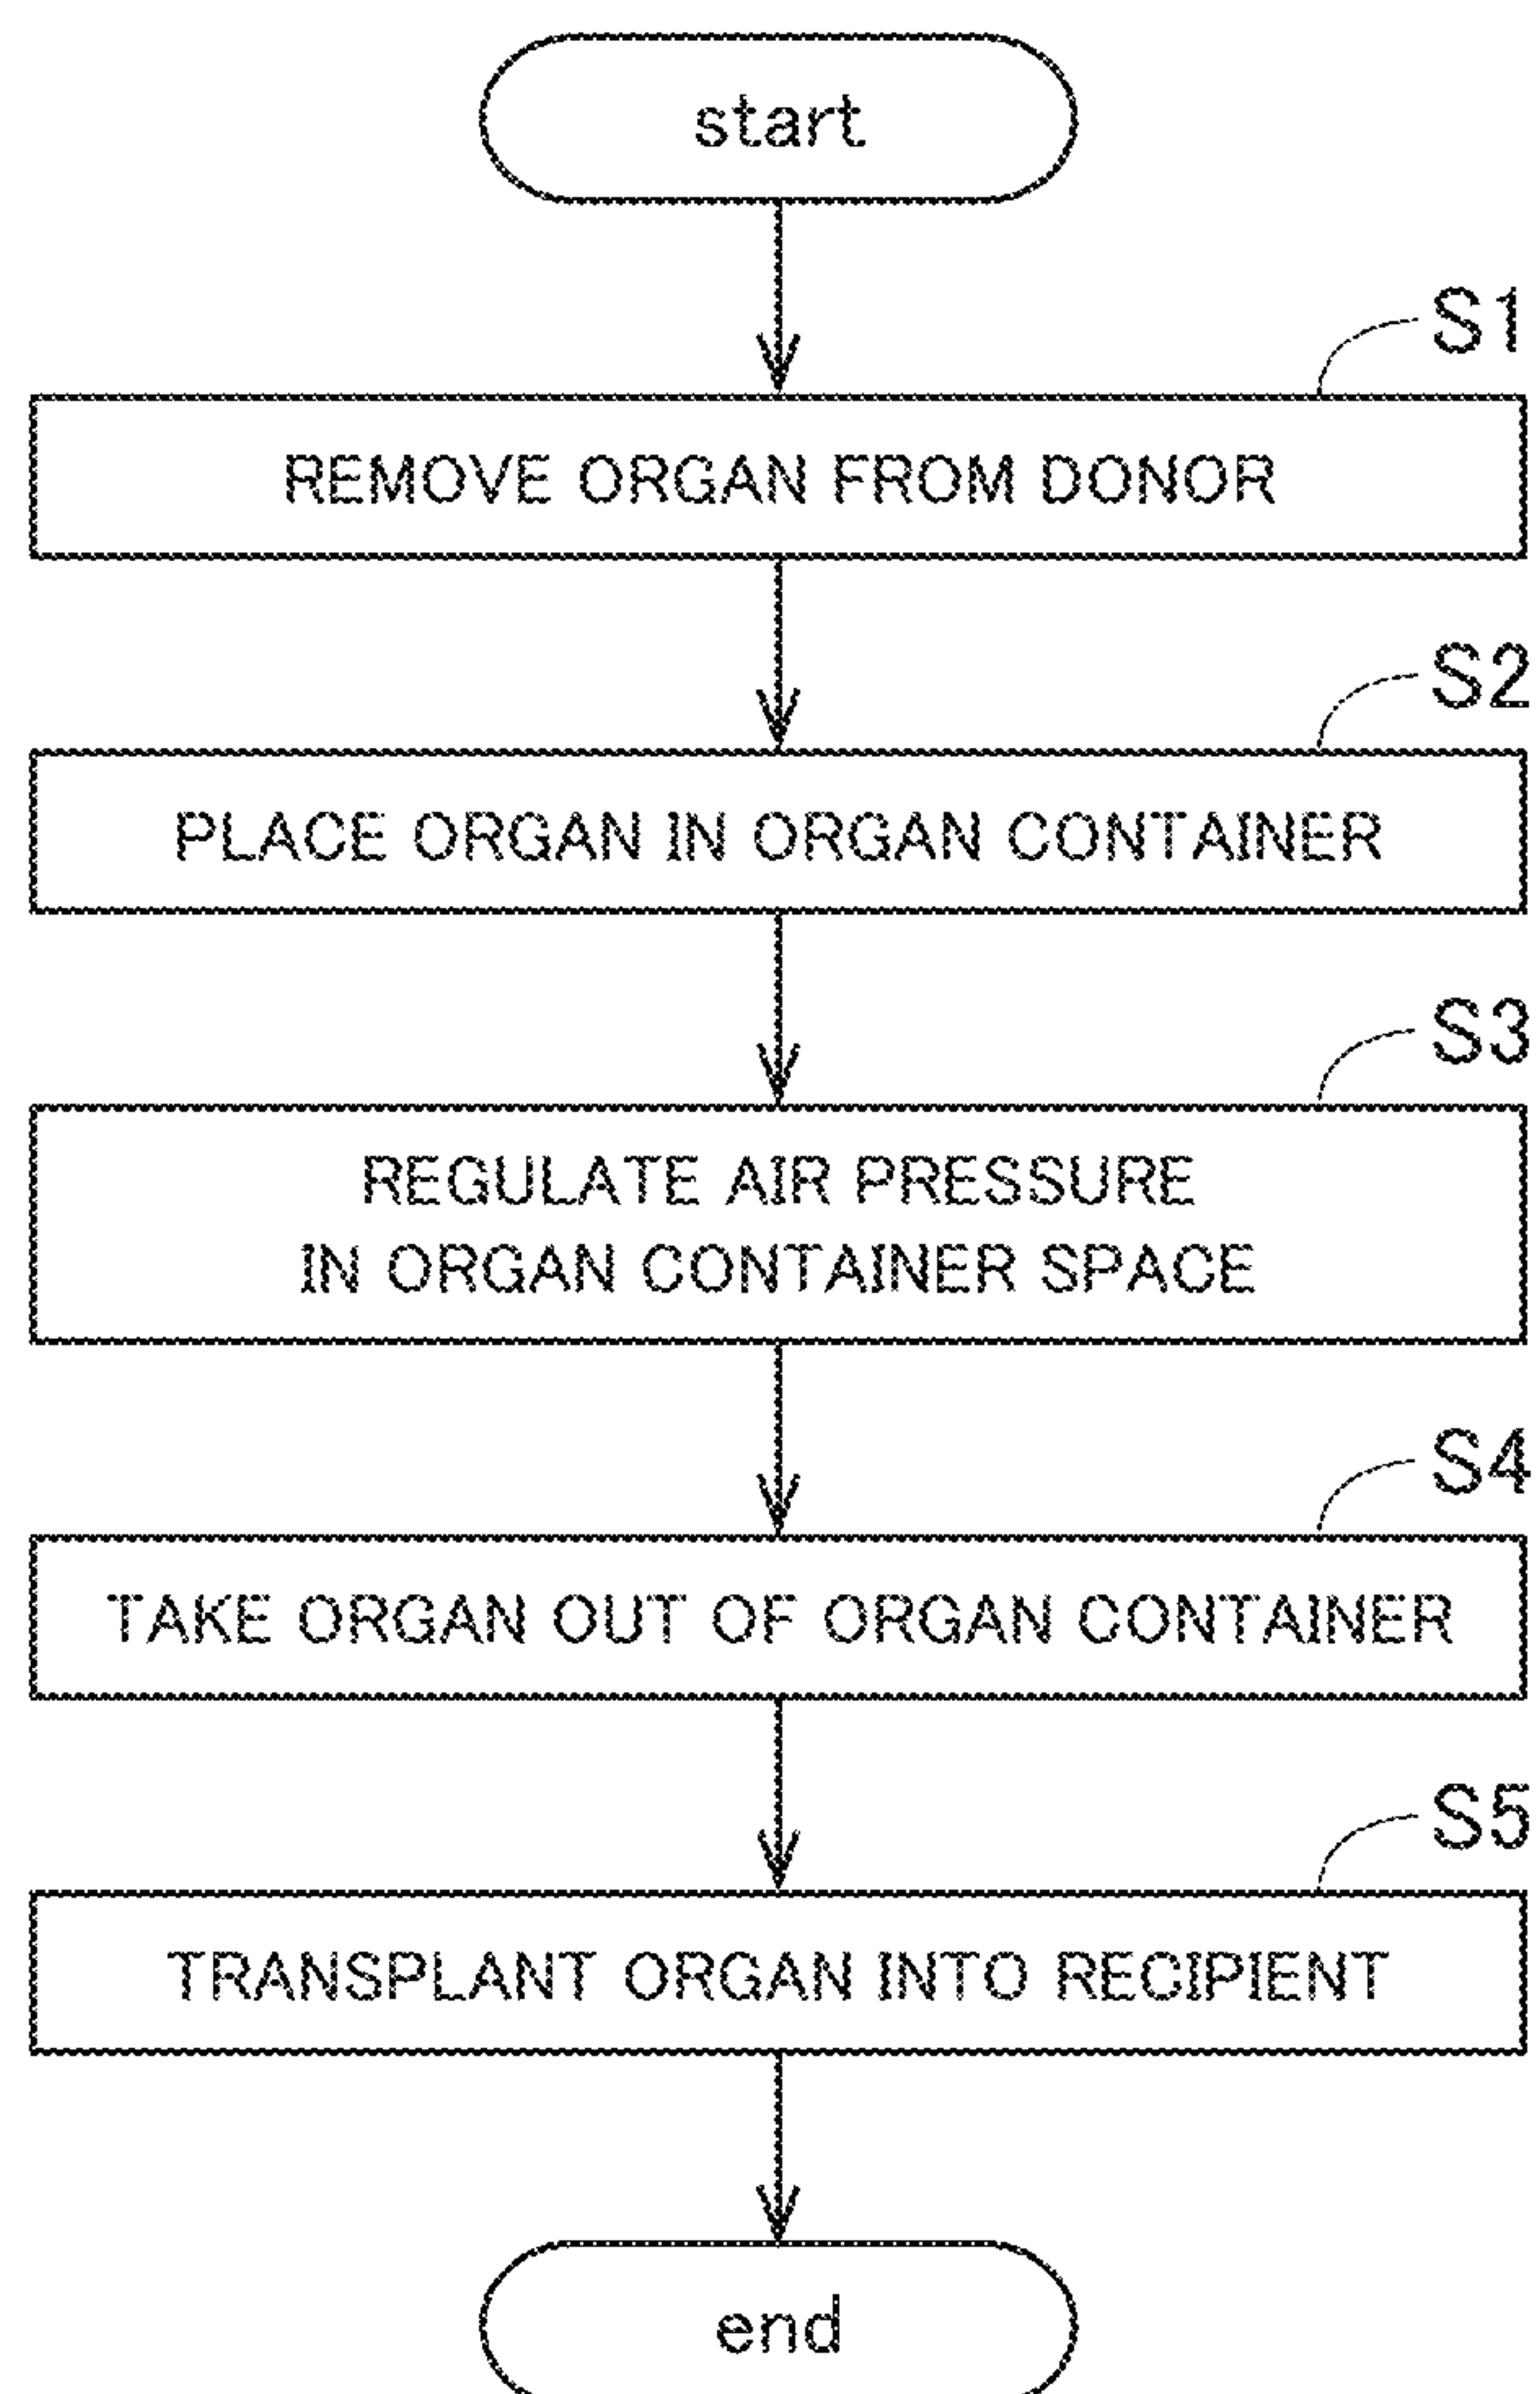 start
S1
REMOVE ORGAN FROM DONOR
S2
PLACE ORGAN IN ORGAN CONTAINER
S3
REGULATE AIR PRESSURE
IN ORGAN CONTAINER SPACE
S4
TAKE ORGAN OUT OF ORGAN CONTAINER
S5
TRANSPLANT ORGAN INTO RECIPIENT
end